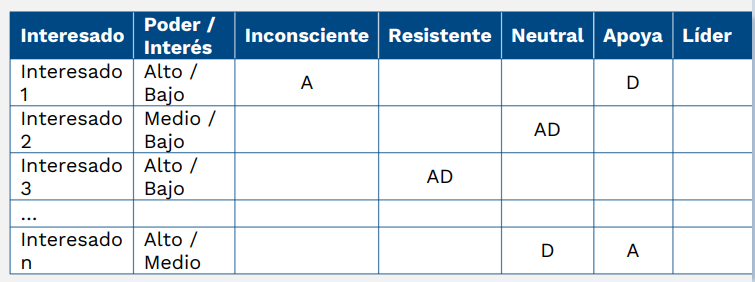 Interesado Poder / Interés Inconsciente Resistente Neutral Apoya Líder
Interesado 1 Alto / Bajo A D
Interesado 2 Medio / Bajo AD
Interesado 3 Alto / Bajo AD
...
Interesado n Alto / Medio D A